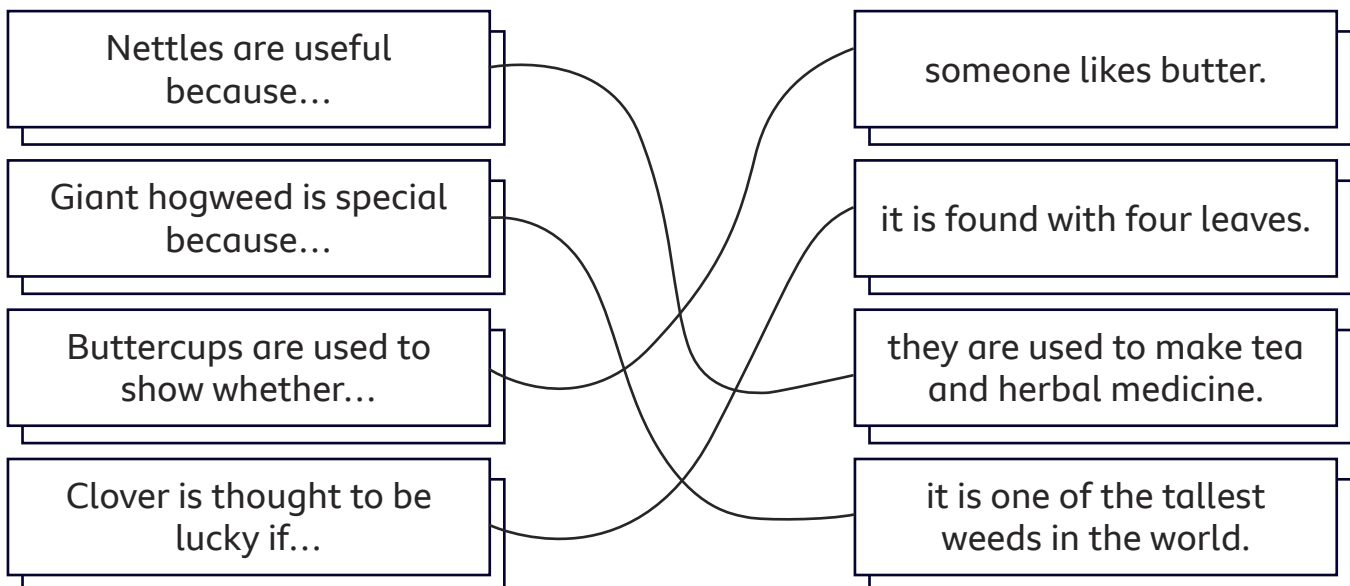 Nettles are useful
because…
someone likes butter.
Giant hogweed is special
because…
it is found with four leaves.
Buttercups are used to
show whether…
they are used to make tea
and herbal medicine.
Clover is thought to be
lucky if…
it is one of the tallest
weeds in the world.